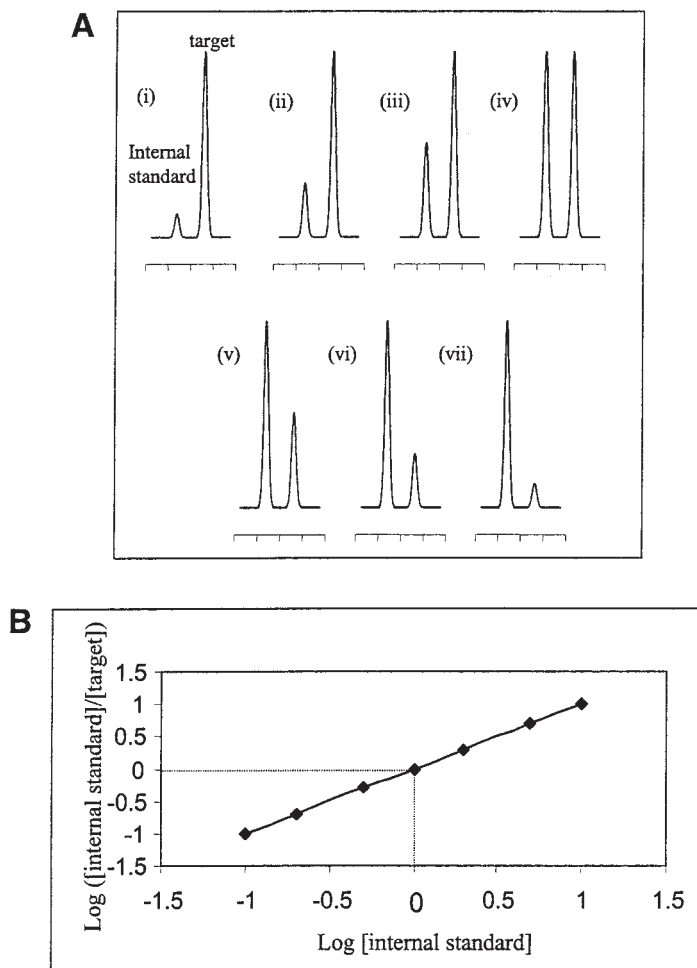 A
target
(i)
(ii)
(iii)
(iv)
Internal
standard
(v)
(vi)
(vii)
B
Log ([internal standard]/[target])
1.5
1
0.5
0
-0.5
-1
-1.5
-1.5 -1 -0.5 0 0.5 1 1.5
Log [internal standard]